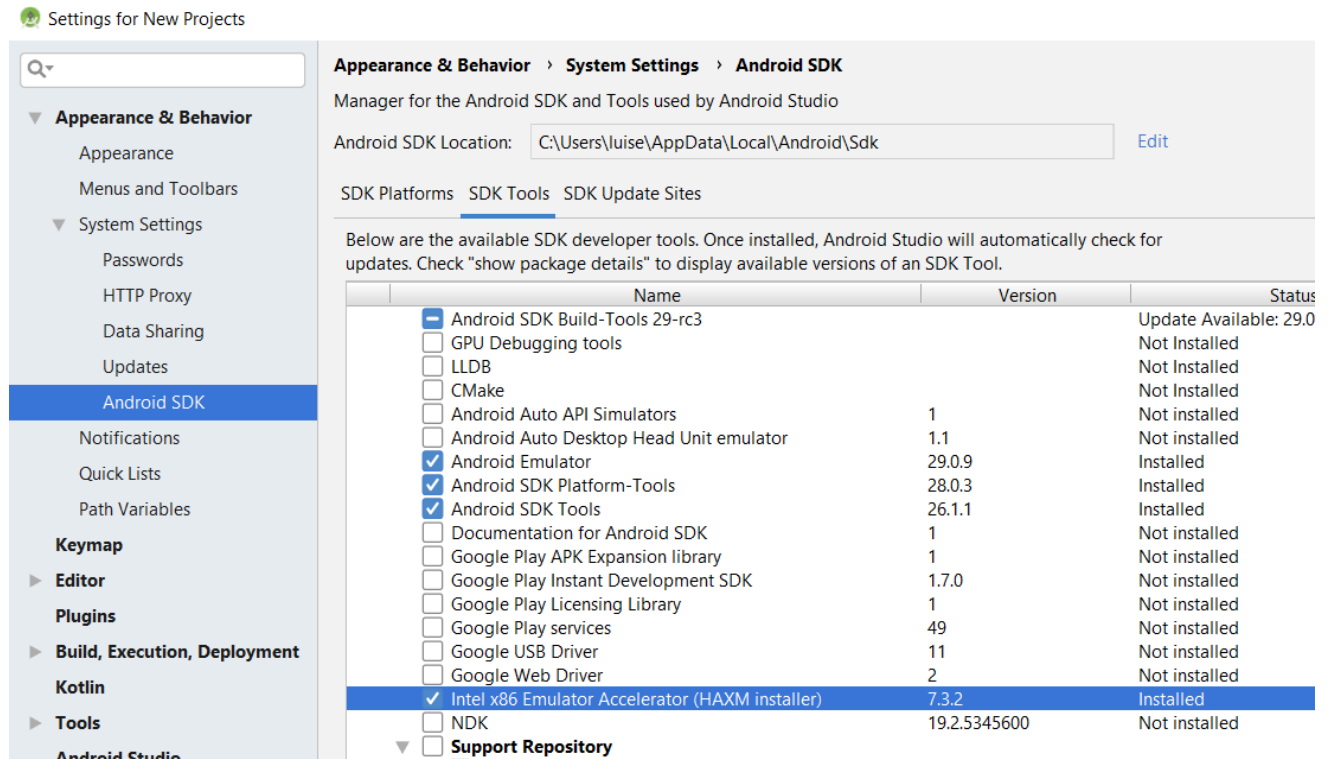 Settings for New Projects
Appearance & Behavior
Appearance
Menus and Toolbars
System Settings
Passwords
HTTP Proxy
Data Sharing
Updates
Android SDK
Notifications
Quick Lists
Path Variables
Keymap
Editor
Plugins
Build, Execution, Deployment
Kotlin
Tools
Android Studio
Appearance & Behavior › System Settings › Android SDK
Manager for the Android SDK and Tools used by Android Studio
Android SDK Location: C:\Users\luise\AppData\Local\Android\Sdk Edit
SDK Platforms SDK Tools SDK Update Sites
Below are the available SDK developer tools. Once installed, Android Studio will automatically check for
updates. Check "show package details" to display available versions of an SDK Tool.
Name Version Status
Android SDK Build-Tools 29-rc3 Update Available: 29.0
GPU Debugging tools Not Installed
LLDB Not Installed
CMake Not Installed
Android Auto API Simulators 1 Not installed
Android Auto Desktop Head Unit emulator 1.1 Not installed
Android Emulator 29.0.9 Installed
Android SDK Platform-Tools 28.0.3 Installed
Android SDK Tools 26.1.1 Installed
Documentation for Android SDK 1 Not installed
Google Play APK Expansion library 1 Not installed
Google Play Instant Development SDK 1.7.0 Not installed
Google Play Licensing Library 1 Not installed
Google Play services 49 Not installed
Google USB Driver 11 Not installed
Google Web Driver 2 Not installed
Intel x86 Emulator Accelerator (HAXM installer) 7.3.2 Installed
NDK 19.2.5345600 Not installed
Support Repository